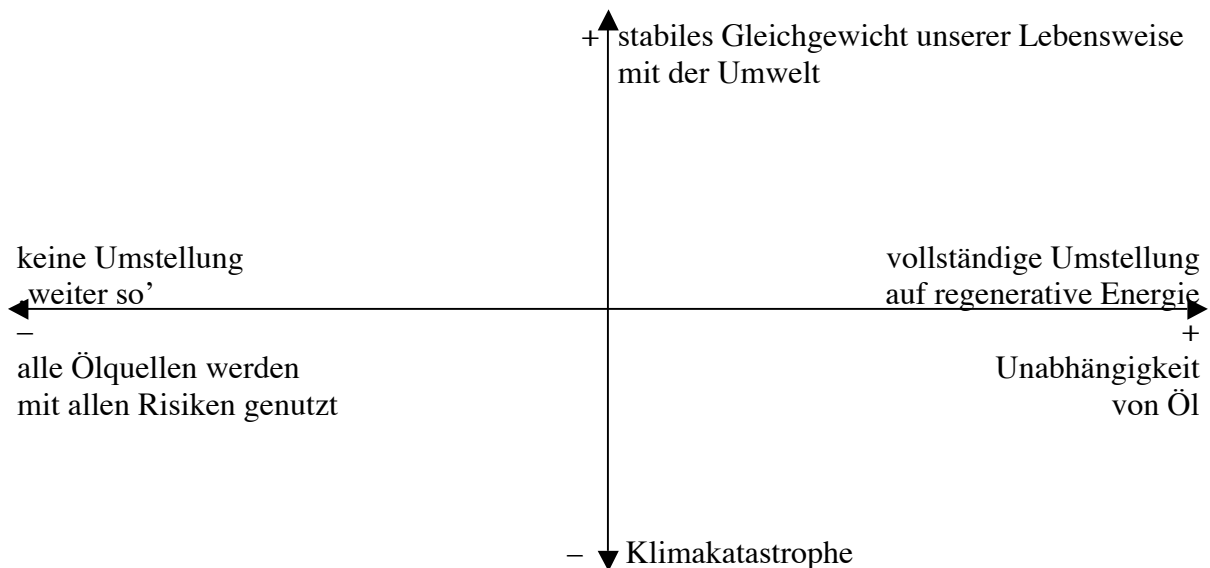 + stabiles Gleichgewicht unserer Lebensweise
mit der Umwelt
keine Umstellung
‚weiter so’
vollständige Umstellung
auf regenerative Energie
–
+
alle Ölquellen werden
mit allen Risiken genutzt
Unabhängigkeit
von Öl
– Klimakatastrophe